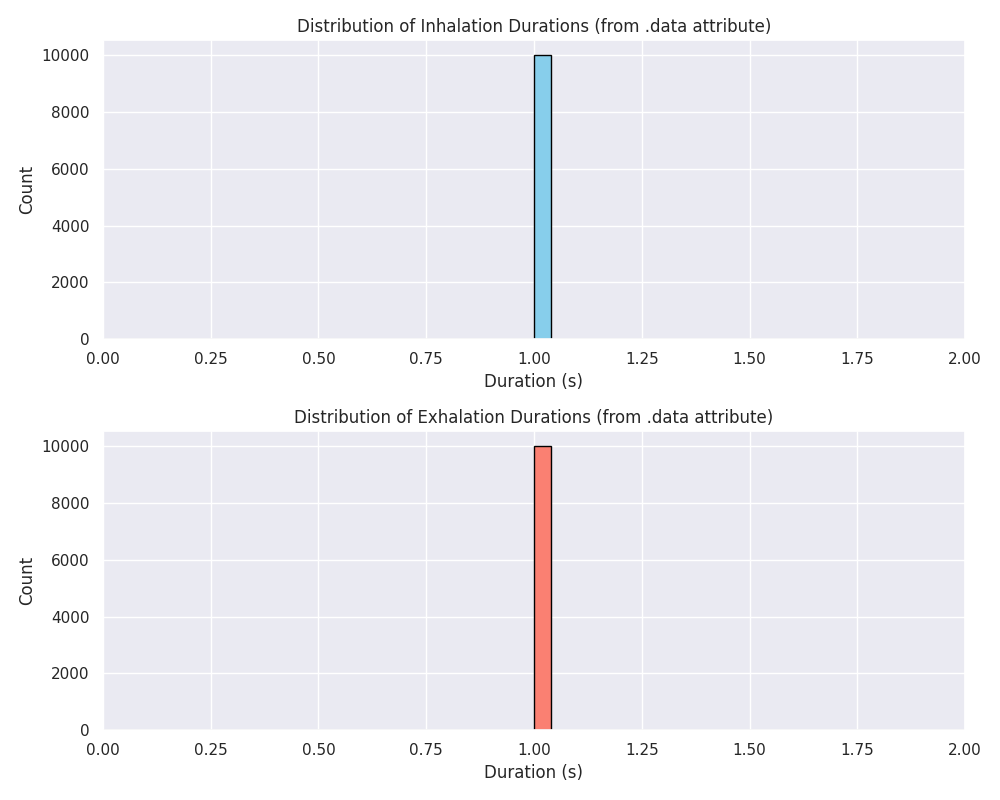 Distribution of Inhalation Durations (from .data attribute)
10000
8000
6000
4000
2000
0
Count
0.00 0.25 0.50 0.75 1.00 1.25 1.50 1.75 2.00
Duration (s)
Distribution of Exhalation Durations (from .data attribute)
10000
8000
6000
4000
2000
0
Count
0.00 0.25 0.50 0.75 1.00 1.25 1.50 1.75 2.00
Duration (s)